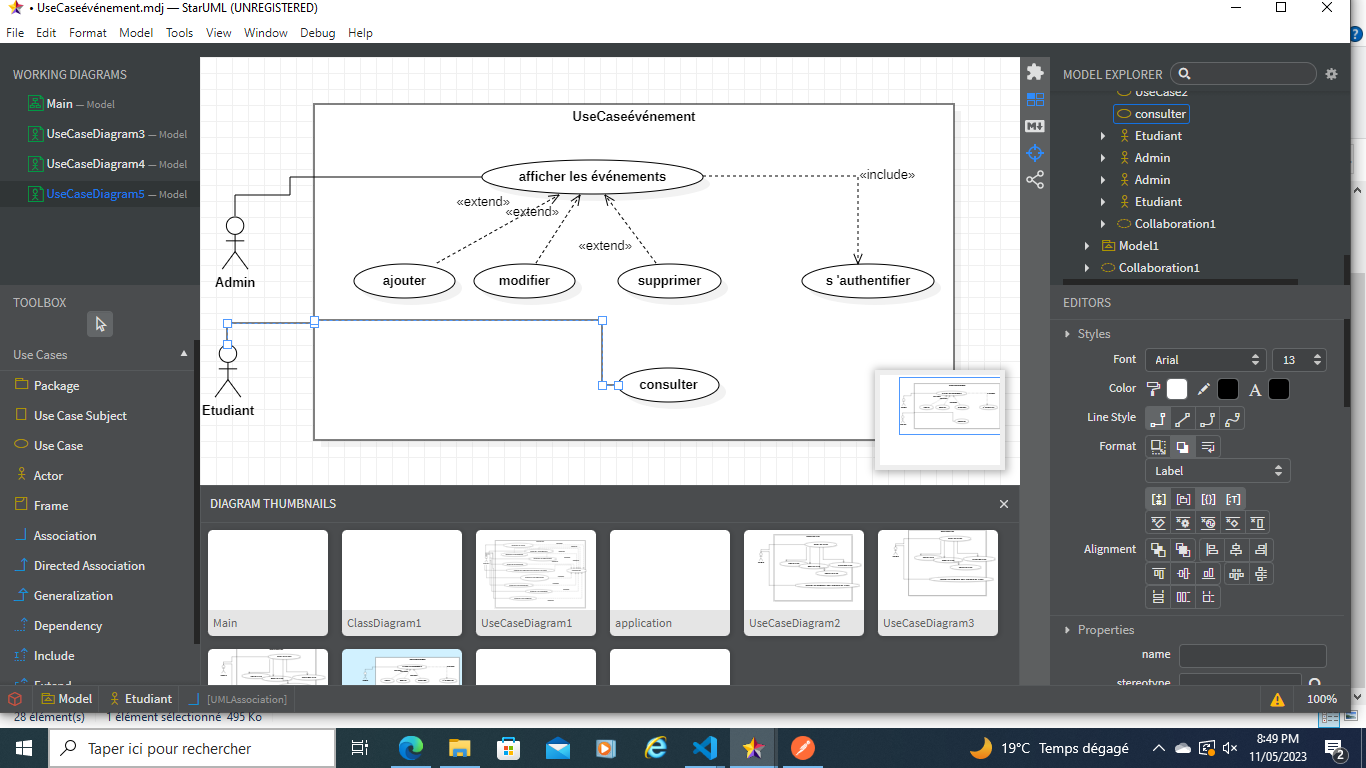 • UseCaseévénement.mdj — StarUML (UNREGISTERED)
File Edit Format Model Tools View Window Debug Help
WORKING DIAGRAMS
Main — Model
UseCaseDiagram3 — Model
UseCaseDiagram4 — Model
UseCaseDiagram5 — Model
TOOLBOX
Use Cases
Package
Use Case Subject
Use Case
Actor
Frame
Association
Directed Association
Generalization
Dependency
Include
Extend
UseCaseévénement
afficher les événements
«include»
«extend»
«extend»
«extend»
Admin
ajouter
modifier
supprimer
s 'authentifier
Etudiant
consulter
DIAGRAM THUMBNAILS
Main
ClassDiagram1
UseCaseDiagram1
application
UseCaseDiagram2
UseCaseDiagram3
MODEL EXPLORER
UseCase2
consulter
Etudiant
Admin
Admin
Etudiant
Collaboration1
Model1
Collaboration1
EDITORS
Styles
Font Arial 13
Color A
Line Style
Format
Label
Alignment
Properties
name
stereotype
Model Etudiant [UMLAssociation]
100%
28 élément(s) 1 élément sélectionné 495 Ko
Taper ici pour rechercher
19°C Temps dégagé
8:49 PM
11/05/2023
2